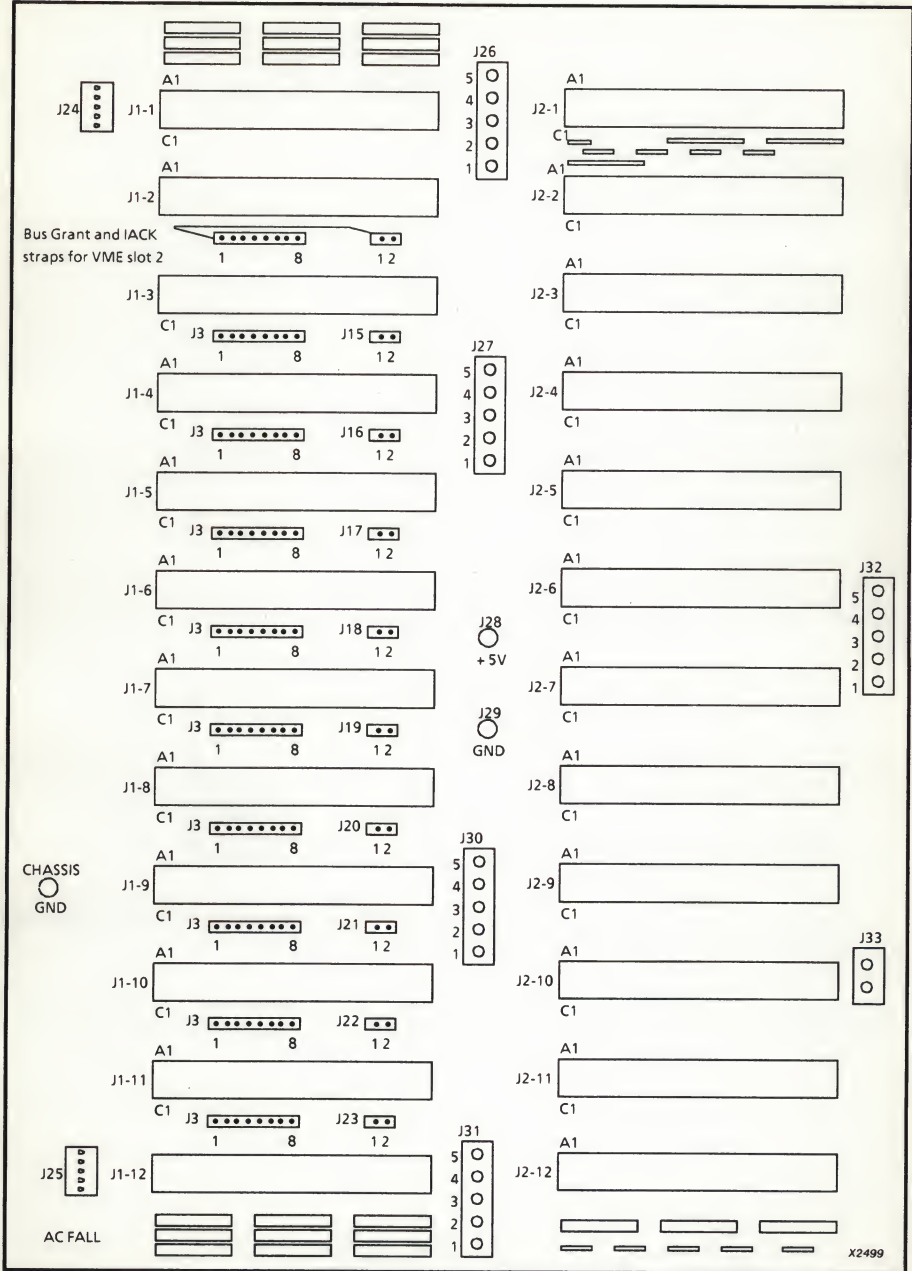 J26
A1
A1
5
J24
J1-1
4
J2-1
3
C1
2
C1
A1
1
A1
J1-2
J2-2
C1
Bus Grant and IACK
straps for VME slot 2
1 8 1 2
A1
J1-3
J2-3
C1
J3
J15
C1
1 8 1 2
J27
A1
5
A1
J1-4
4
J2-4
3
C1
J3
J16
2
C1
1 8 1 2
1
A1
A1
J1-5
J2-5
C1
J3
J17
C1
1 8 1 2
A1
A1
J32
J1-6
J2-6
5
C1
J3
J18
J28
C1
4
1 8 1 2
+ 5V
3
A1
A1
2
J1-7
J2-7
1
C1
J3
J19
J29
C1
1 8 1 2
GND
A1
A1
J1-8
J2-8
C1
J3
J20
C1
1 8 1 2
J30
CHASSIS
A1
5
A1
J1-9
4
J2-9
GND
3
C1
J3
J21
2
C1
1 8 1 2
1
J33
A1
A1
J1-10
J2-10
C1
J3
J22
C1
1 8 1 2
A1
A1
J1-11
J2-11
C1
J3
J23
C1
1 8 1 2
J31
5
A1
J25
J1-12
4
J2-12
3
2
AC FALL
1
X2499